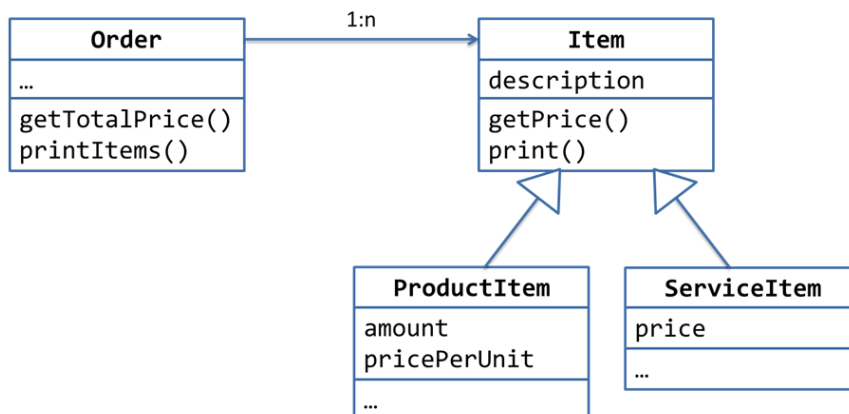 Order
…
getTotalPrice()
printItems()
1:n
Item
description
getPrice()
print()
ProductItem
amount
pricePerUnit
…
ServiceItem
price
…